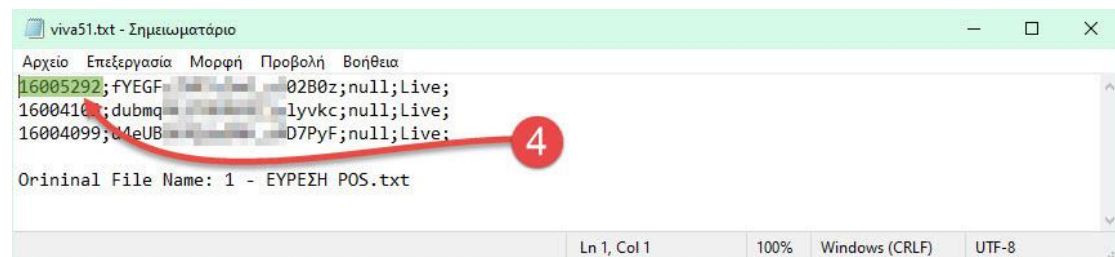 viva51.txt - Σημειωματάριο
Αρχείο Επεξεργασία Μορφή Προβολή Βοήθεια
16005292;fYEGF 02B0z;null;Live;
;dubmq lyvkc;null;Live;
16004099; D7PyF;null;Live;
4
Orininal File Name: 1 - ΕΥΡΕΣΗ POS.txt
Ln 1, Col 1 100% Windows (CRLF) UTF-8